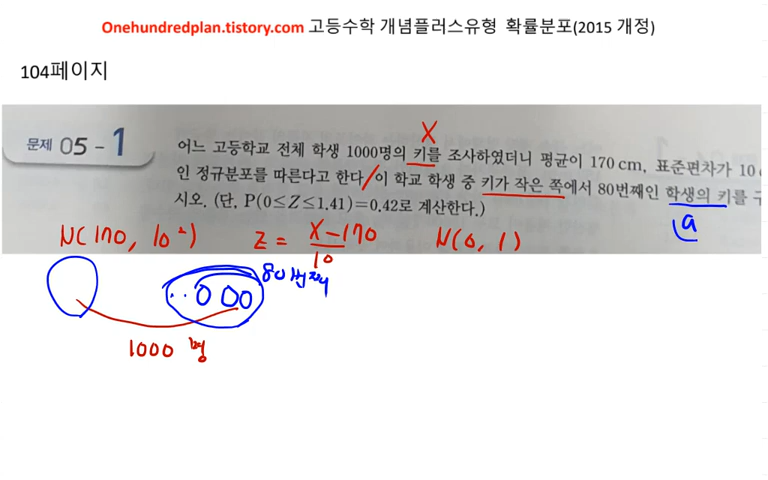 Onehundredplan.tistory.com 고등수학 개념플러스유형 확률분포(2015 개정)
104페이지
문제 05-1
X
어느 고등학교 전체 학생 1000명의 키를 조사하였더니 평균이 170 cm, 표준편차가 10
인 정규분포를 따른다고 한다. 이 학교 학생 중 키가 작은 쪽에서 80번째인 학생의 키를 구
시오. (단, P(0≤Z≤1.41)=0.42로 계산한다.)
a
N(170, 10²) Z = X-170/10 N(0, 1)
80번째
1000 명